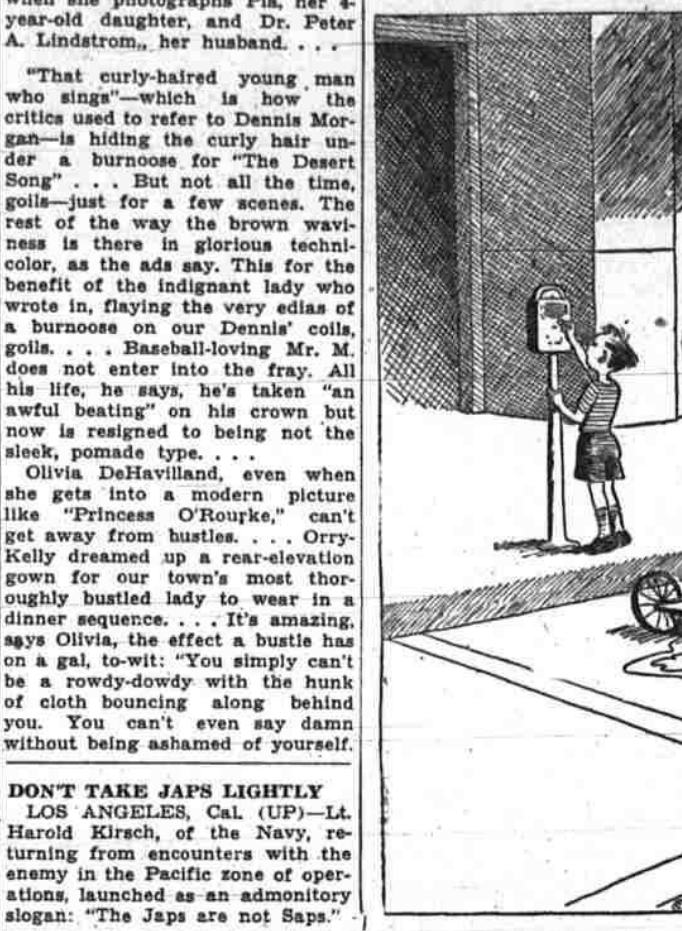 when she photographs Pia, her 4-
year-old daughter, and Dr. Peter
A. Lindstrom,, her husband. . . .
"That curly-haired young man
who sings"—which is how the
critics used to refer to Dennis Mor-
gan—is hiding the curly hair un-
der a burnoose for "The Desert
Song" . . . But not all the time,
goils—just for a few scenes. The
rest of the way the brown wavi-
ness is there in glorious techni-
color, as the ads say. This for the
benefit of the indignant lady who
wrote in, flaying the very edias of
a burnoose on our Dennis' coils,
goils. . . . Baseball-loving Mr. M.
does not enter into the fray. All
his life, he says, he's taken "an
awful beating" on his crown but
now is resigned to being not the
sleek, pomade type. . . .
Olivia DeHavilland, even when
she gets into a modern picture
like "Princess O'Rourke," can't
get away from bustles. . . . Orry-
Kelly dreamed up a rear-elevation
gown for our town's most thor-
oughly bustled lady to wear in a
dinner sequence. . . . It's amazing,
says Olivia, the effect a bustle has
on a gal, to-wit: "You simply can't
be a rowdy-dowdy with the hunk
of cloth bouncing along behind
you. You can't even say damn
without being ashamed of yourself.
DON'T TAKE JAPS LIGHTLY
LOS ANGELES, Cal. (UP)—Lt.
Harold Kirsch, of the Navy, re-
turning from encounters with the
enemy in the Pacific zone of oper-
ations, launched as an admonitory
slogan: "The Japs are not Saps."